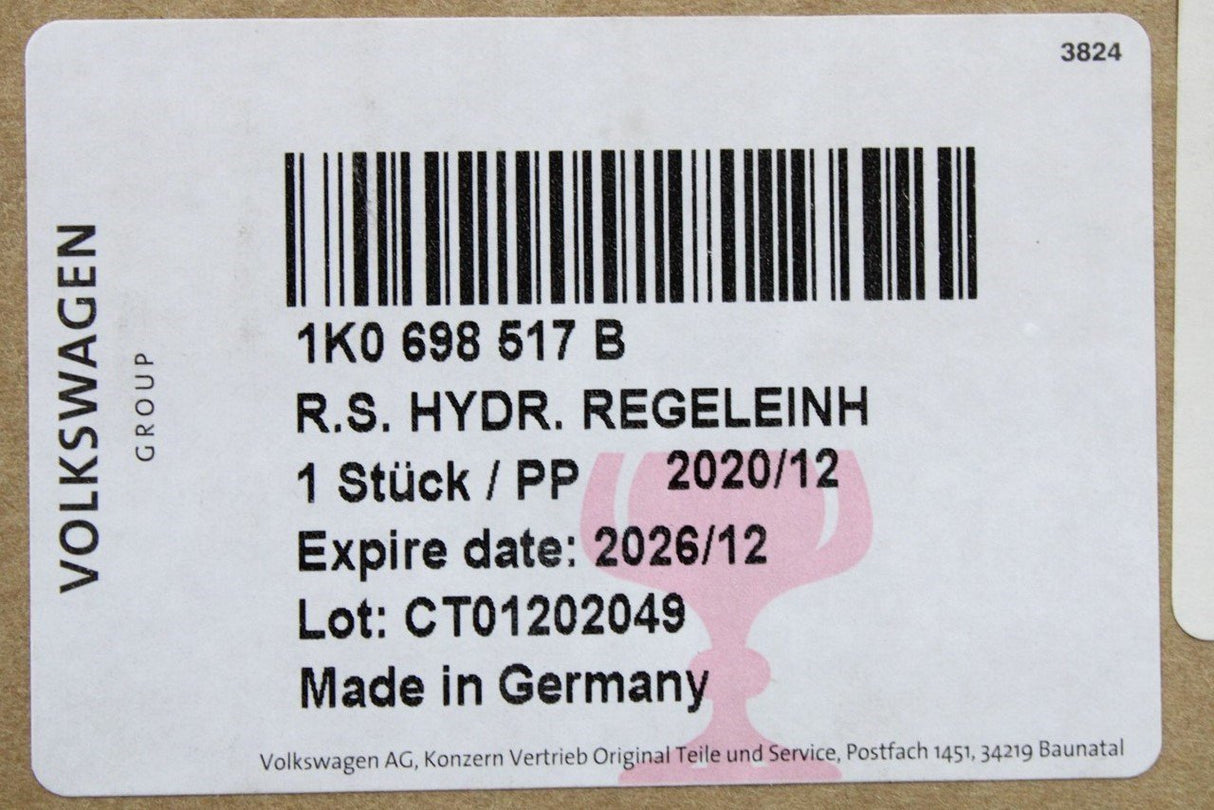 3824
VOLKSWAGEN
GROUP
1K0 698 517 B
R.S. HYDR. REGELEINH
1 Stück / PP 2020/12
Expire date: 2026/12
Lot: CT01202049
Made in Germany
Volkswagen AG, Konzern Vertrieb Original Teile und Service, Postfach 1451, 34219 Baunatal